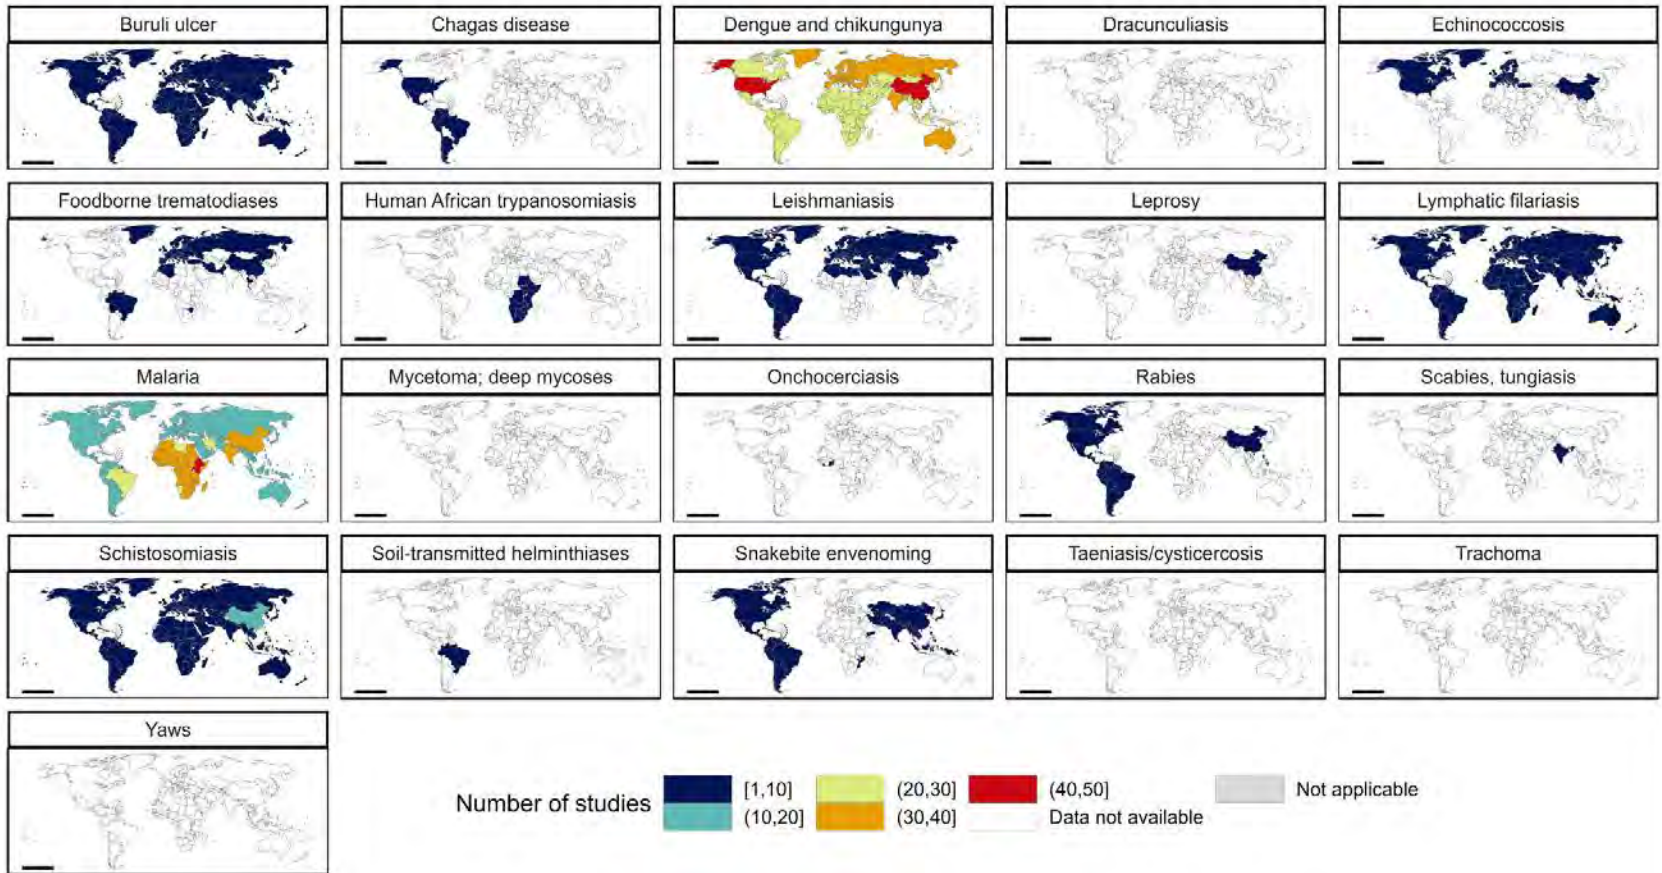 Buruli ulcer
Chagas disease
Dengue and chikungunya
Dracunculiasis
Echinococcosis
Foodborne trematodiases
Human African trypanosomiasis
Leishmaniasis
Leprosy
Lymphatic filariasis
Malaria
Mycetoma; deep mycoses
Onchocerciasis
Rabies
Scabies, tungiasis
Schistosomiasis
Soil-transmitted helminthiases
Snakebite envenoming
Taeniasis/cysticercosis
Trachoma
Yaws
Number of studies
[1,10]
(10,20]
(20,30]
(30,40]
(40,50]
Data not available
Not applicable